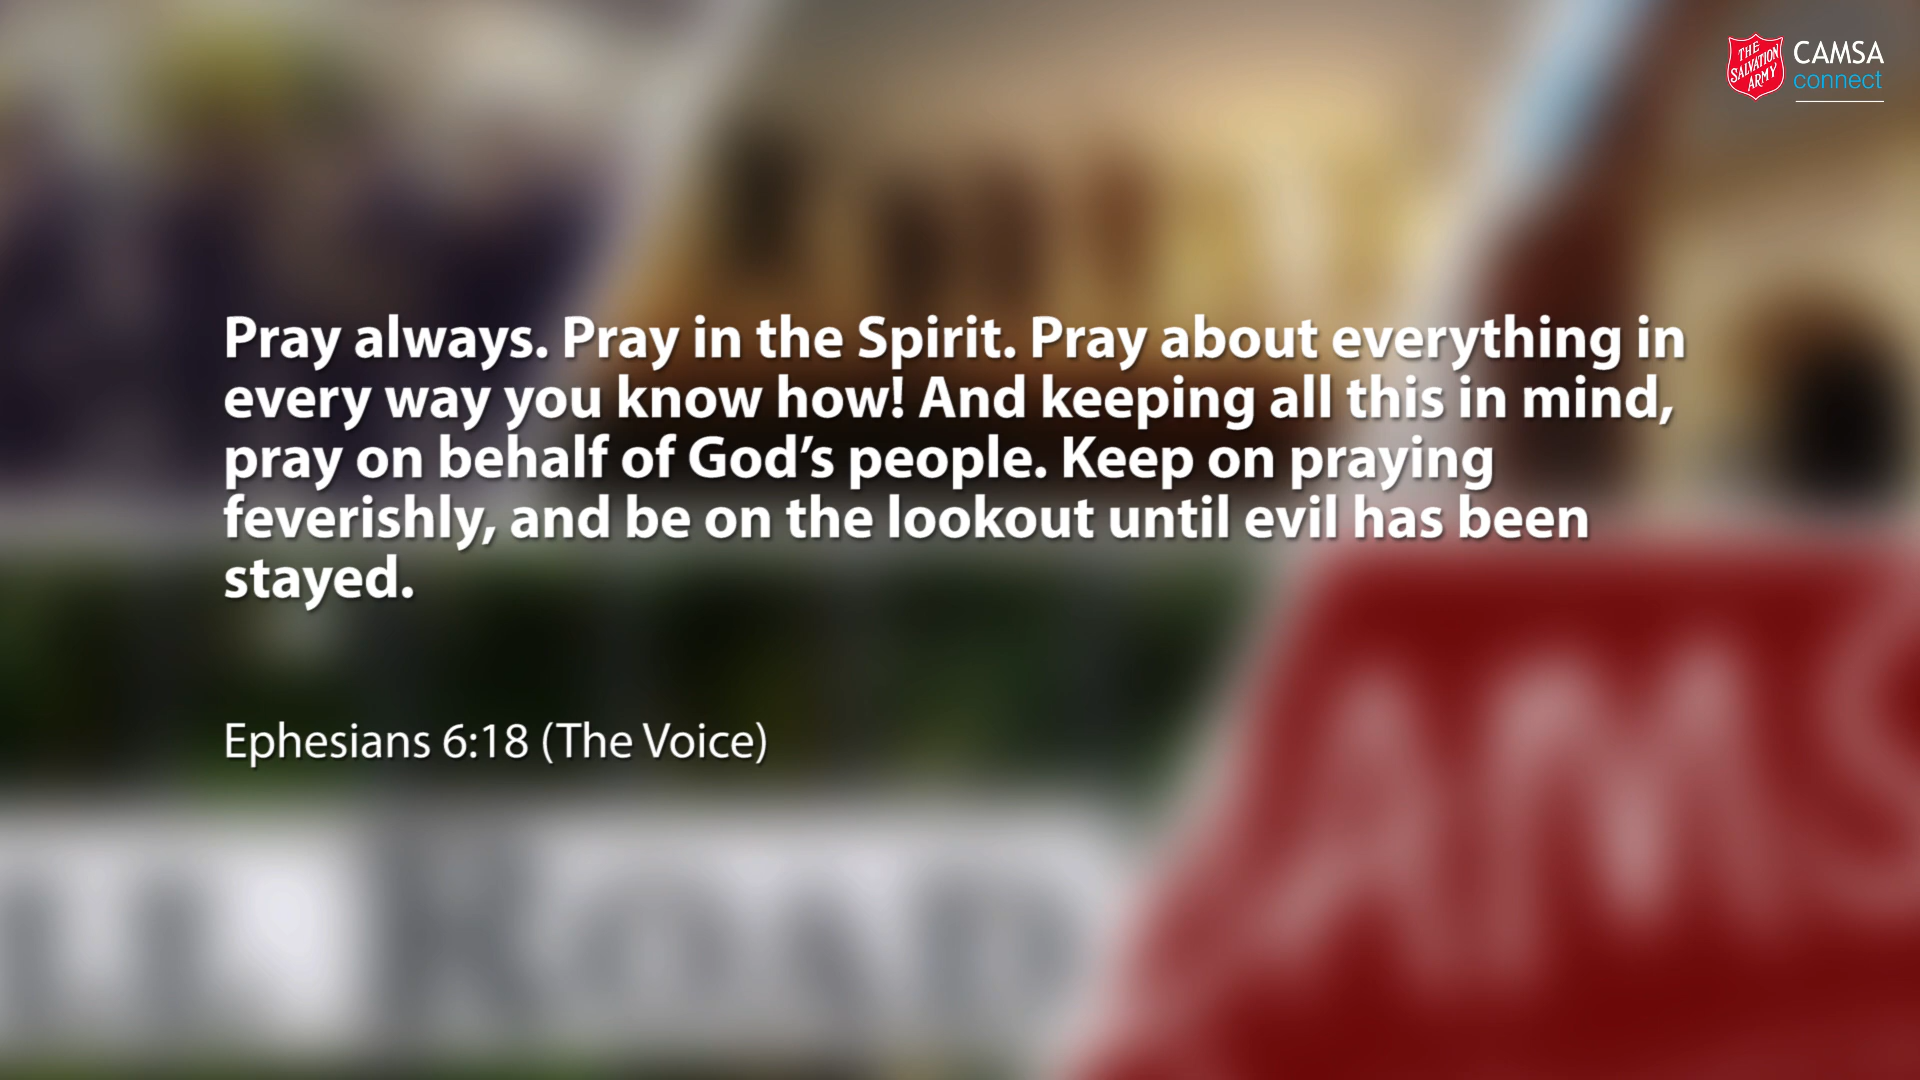 THE
SALVATION
ARMY
CAMSA
connect
Pray always. Pray in the Spirit. Pray about everything in
every way you know how! And keeping all this in mind,
pray on behalf of God’s people. Keep on praying
feverishly, and be on the lookout until evil has been
stayed.
Ephesians 6:18 (The Voice)